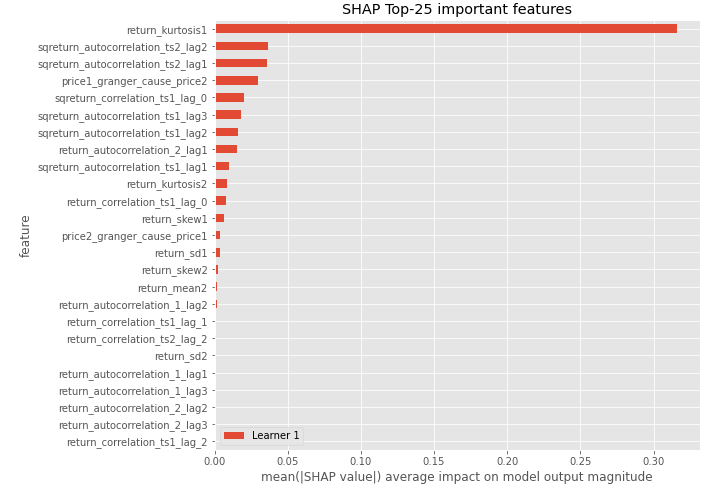 SHAP Top-25 important features
return_kurtosis1
sqreturn_autocorrelation_ts2_lag2
sqreturn_autocorrelation_ts2_lag1
price1_granger_cause_price2
sqreturn_correlation_ts1_lag_0
sqreturn_autocorrelation_ts1_lag3
sqreturn_autocorrelation_ts1_lag2
return_autocorrelation_2_lag1
sqreturn_autocorrelation_ts1_lag1
return_kurtosis2
return_correlation_ts1_lag_0
return_skew1
price2_granger_cause_price1
return_sd1
return_skew2
return_mean2
return_autocorrelation_1_lag2
return_correlation_ts1_lag_1
return_correlation_ts2_lag_2
return_sd2
return_autocorrelation_1_lag1
return_autocorrelation_1_lag3
return_autocorrelation_2_lag2
return_autocorrelation_2_lag3
return_correlation_ts1_lag_2
feature
Learner 1
0.00 0.05 0.10 0.15 0.20 0.25 0.30
mean(|SHAP value|) average impact on model output magnitude